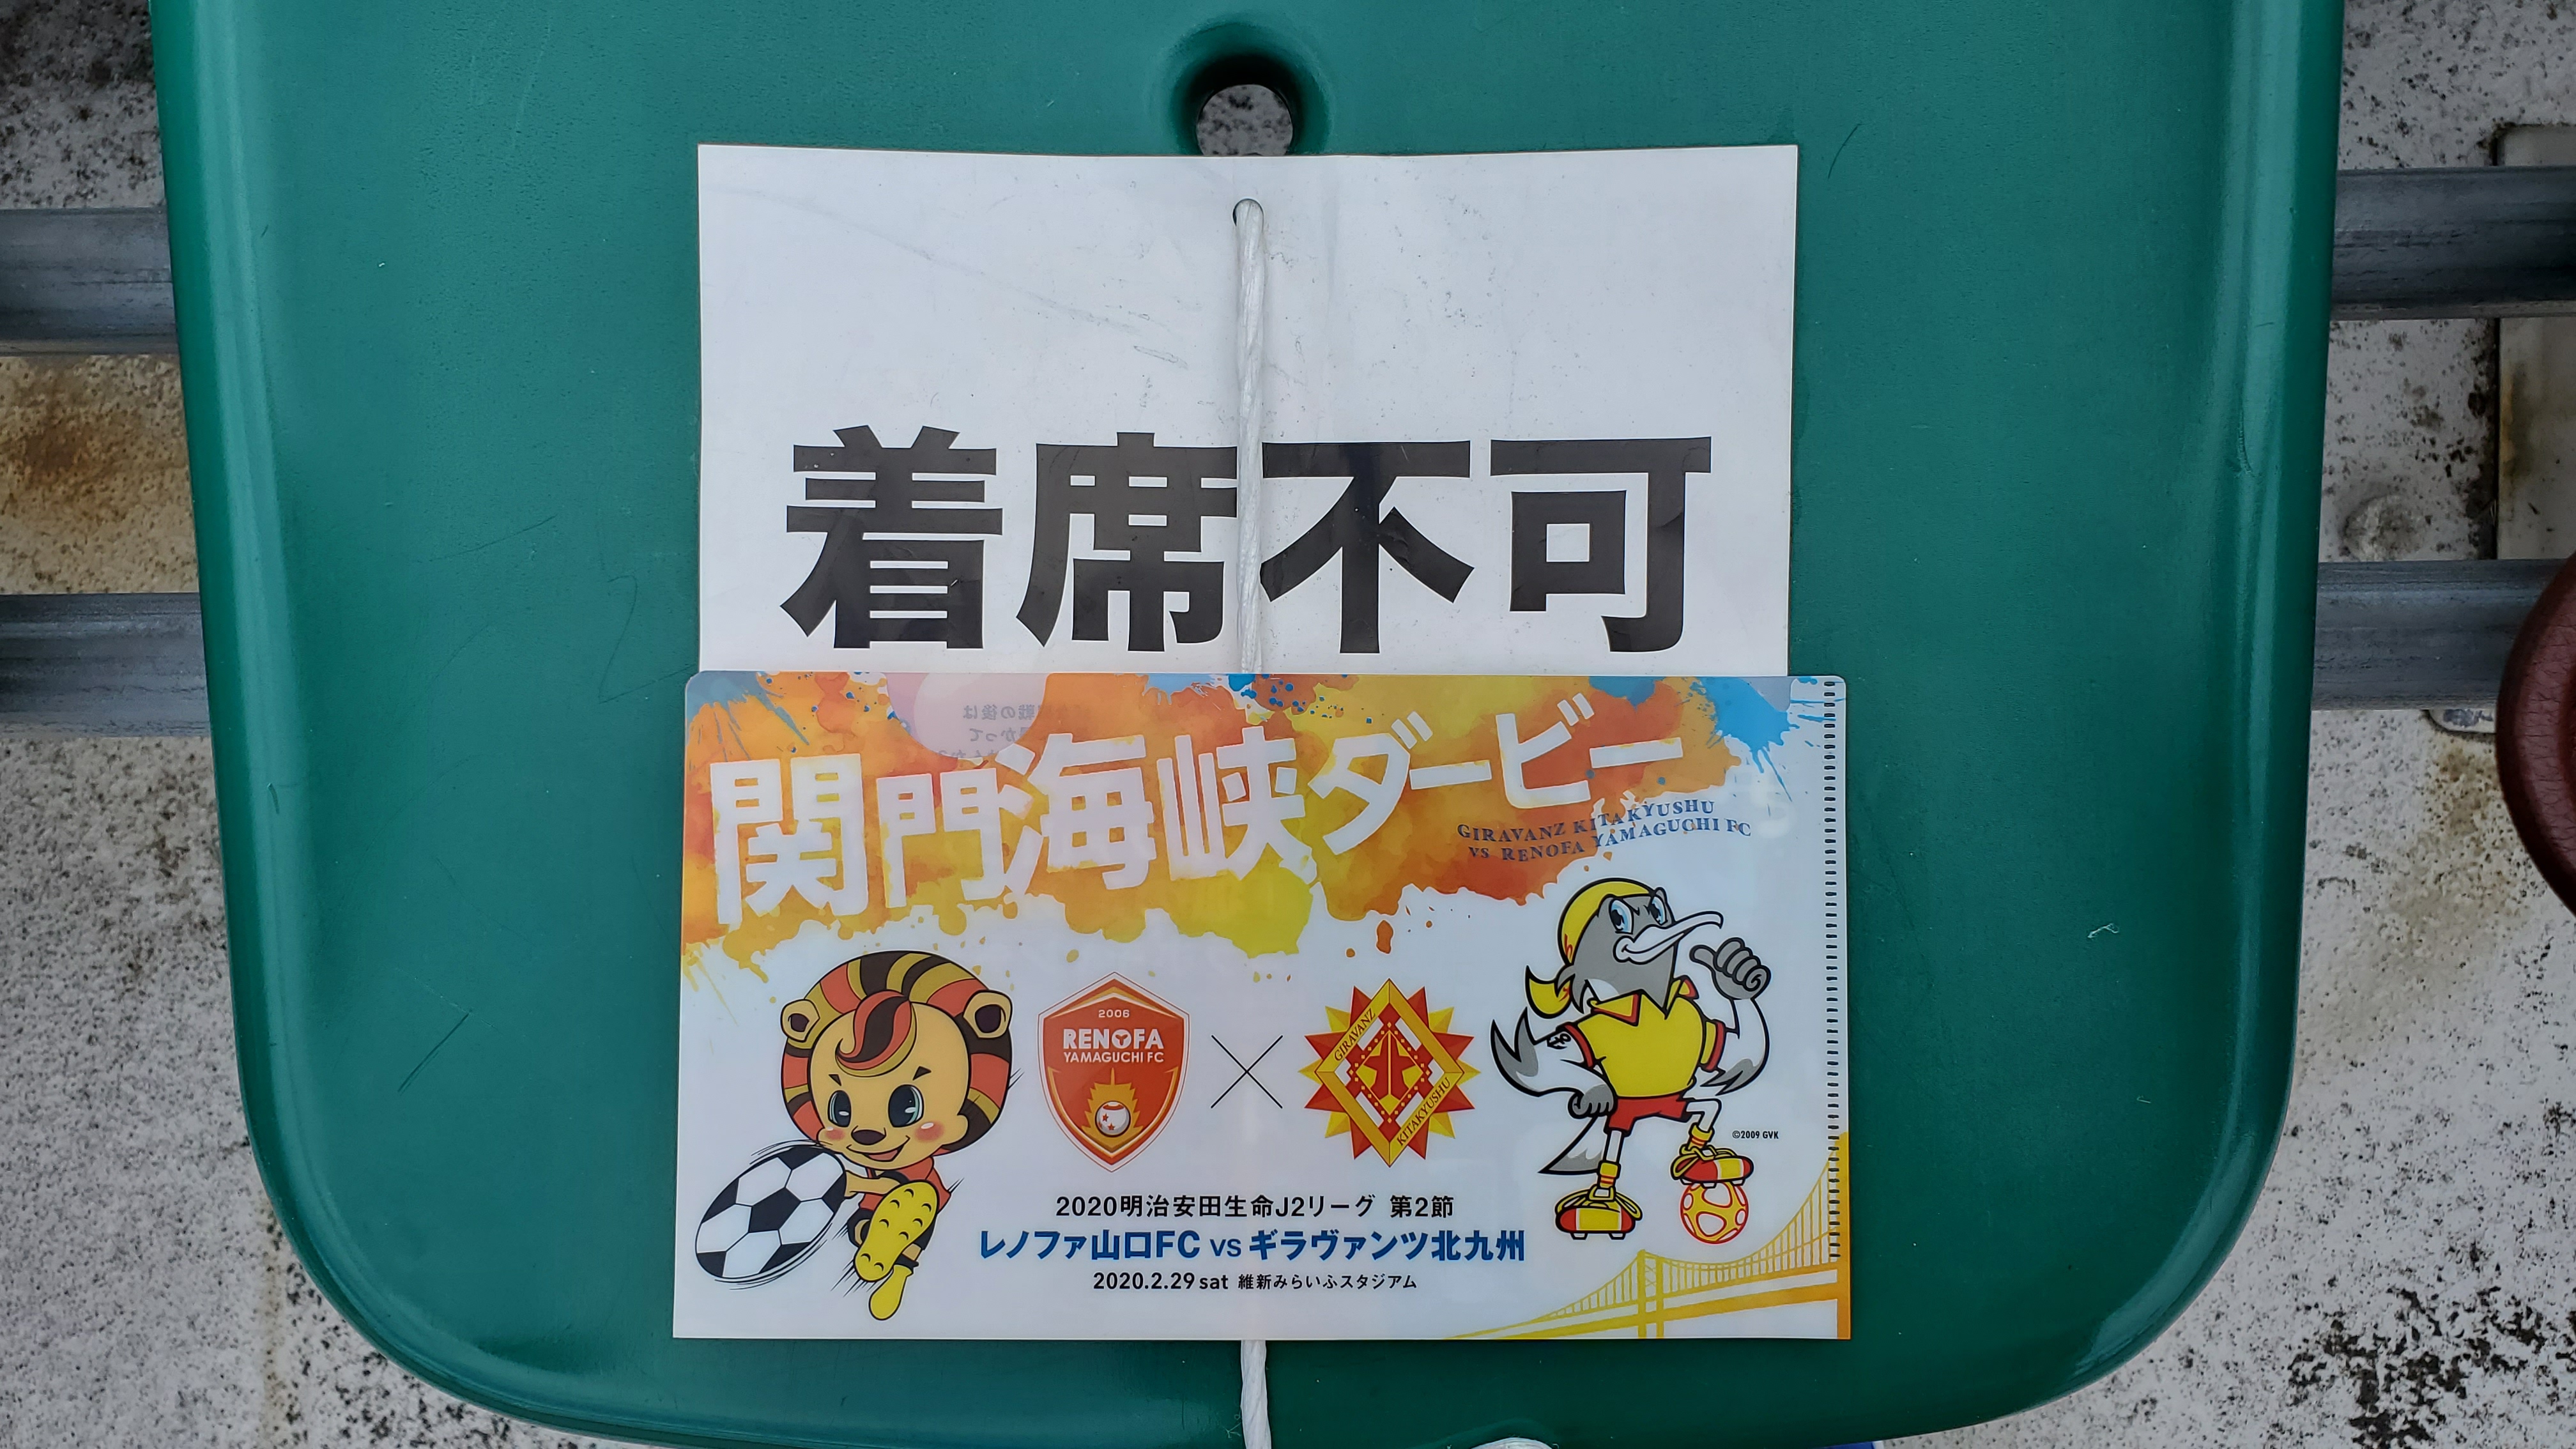 着席不可
関門海峡ダービー
GIRAVANZ KITAKYUSHU
VS RENOFA YAMAGUCHI FC
2006
RENOFA
YAMAGUCHI FC
GIRAVANZ
KITAKYUSHU
©2009 GVK
2020明治安田生命J2リーグ 第2節
レノファ山口FC VS ギラヴァンツ北九州
2020.2.29 sat 維新みらいふスタジアム